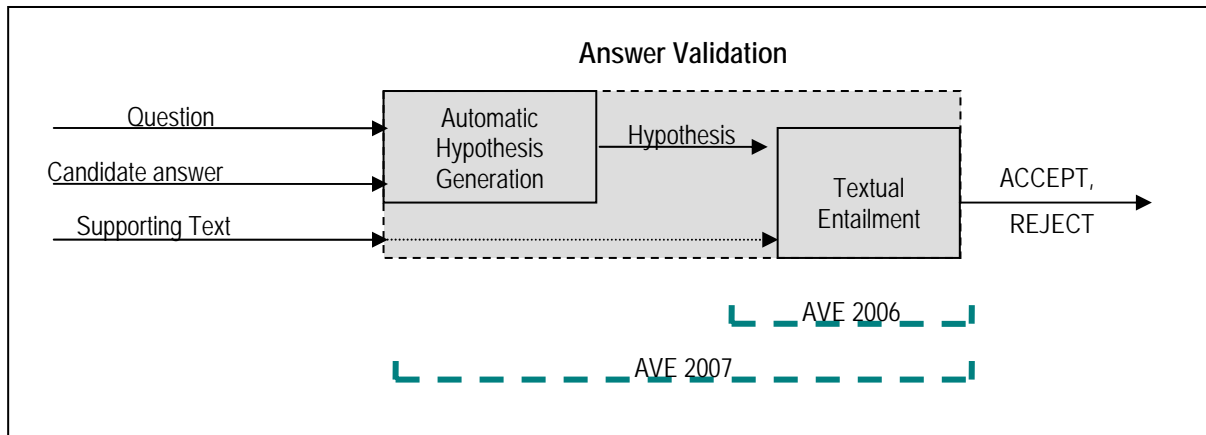 Answer Validation
Question
Candidate answer
Supporting Text
Automatic
Hypothesis
Generation
Hypothesis
Textual
Entailment
ACCEPT,
REJECT
AVE 2006
AVE 2007